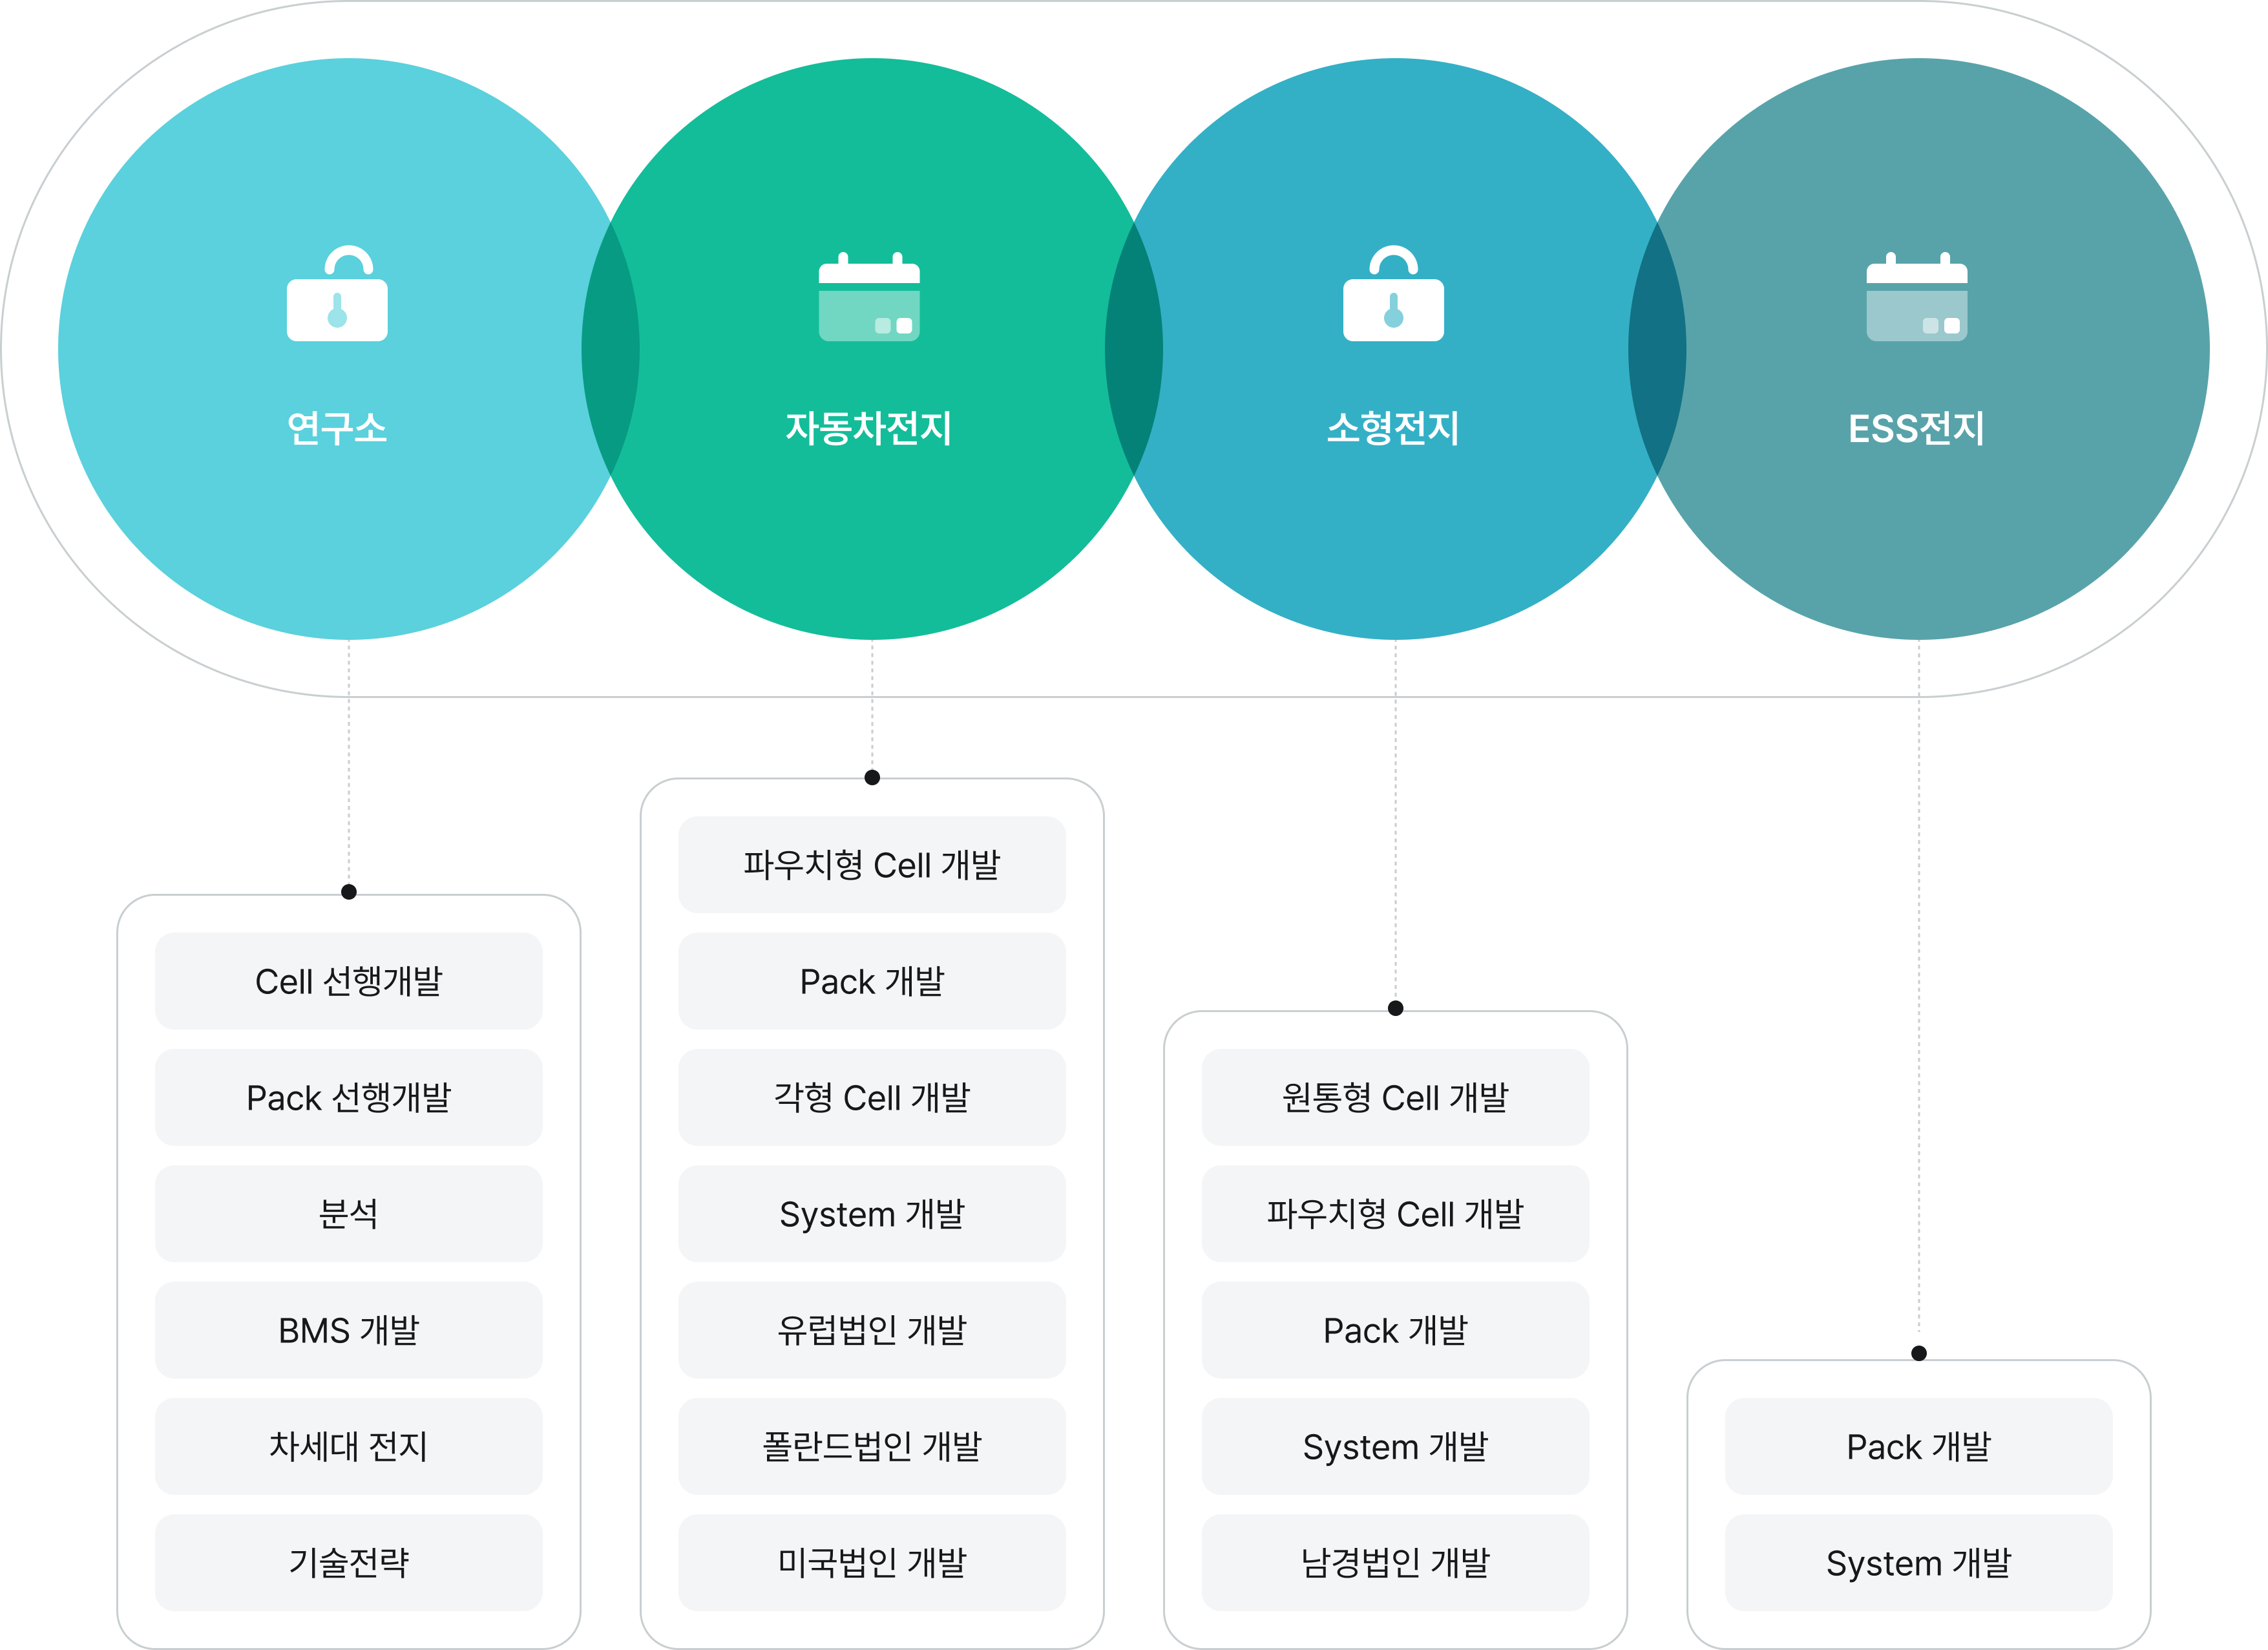 연구소
자동차전지
소형전지
ESS전지
Cell 선행개발
Pack 선행개발
분석
BMS 개발
차세대 전지
기술전략
파우치형 Cell 개발
Pack 개발
각형 Cell 개발
System 개발
유럽법인 개발
폴란드법인 개발
미국법인 개발
원통형 Cell 개발
파우치형 Cell 개발
Pack 개발
System 개발
남경법인 개발
Pack 개발
System 개발